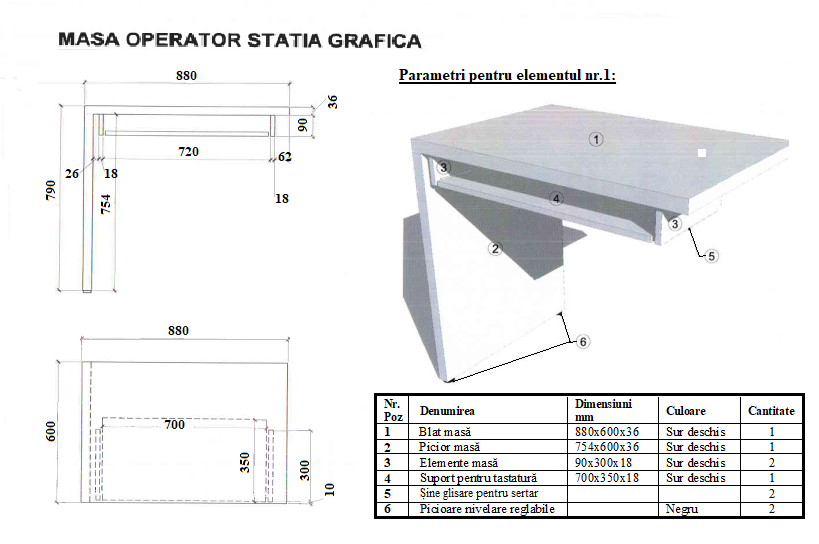 MASA OPERATOR STATIA GRAFICA
Parametri pentru elementul nr.1:
880
36
90
720
62
26
18
18
790
754
880
600
700
350
300
10
1
3
4
3
2
5
6
Nr. Poz Denumirea Dimensiuni mm Culoare Cantitate
1 Blat masă 880x600x36 Sur deschis 1
2 Picior masă 754x600x36 Sur deschis 1
3 Elemente masă 90x300x18 Sur deschis 2
4 Suport pentru tastatură 700x350x18 Sur deschis 1
5 Șine glisare pentru sertar 2
6 Picioare nivelare reglabile Negru 2